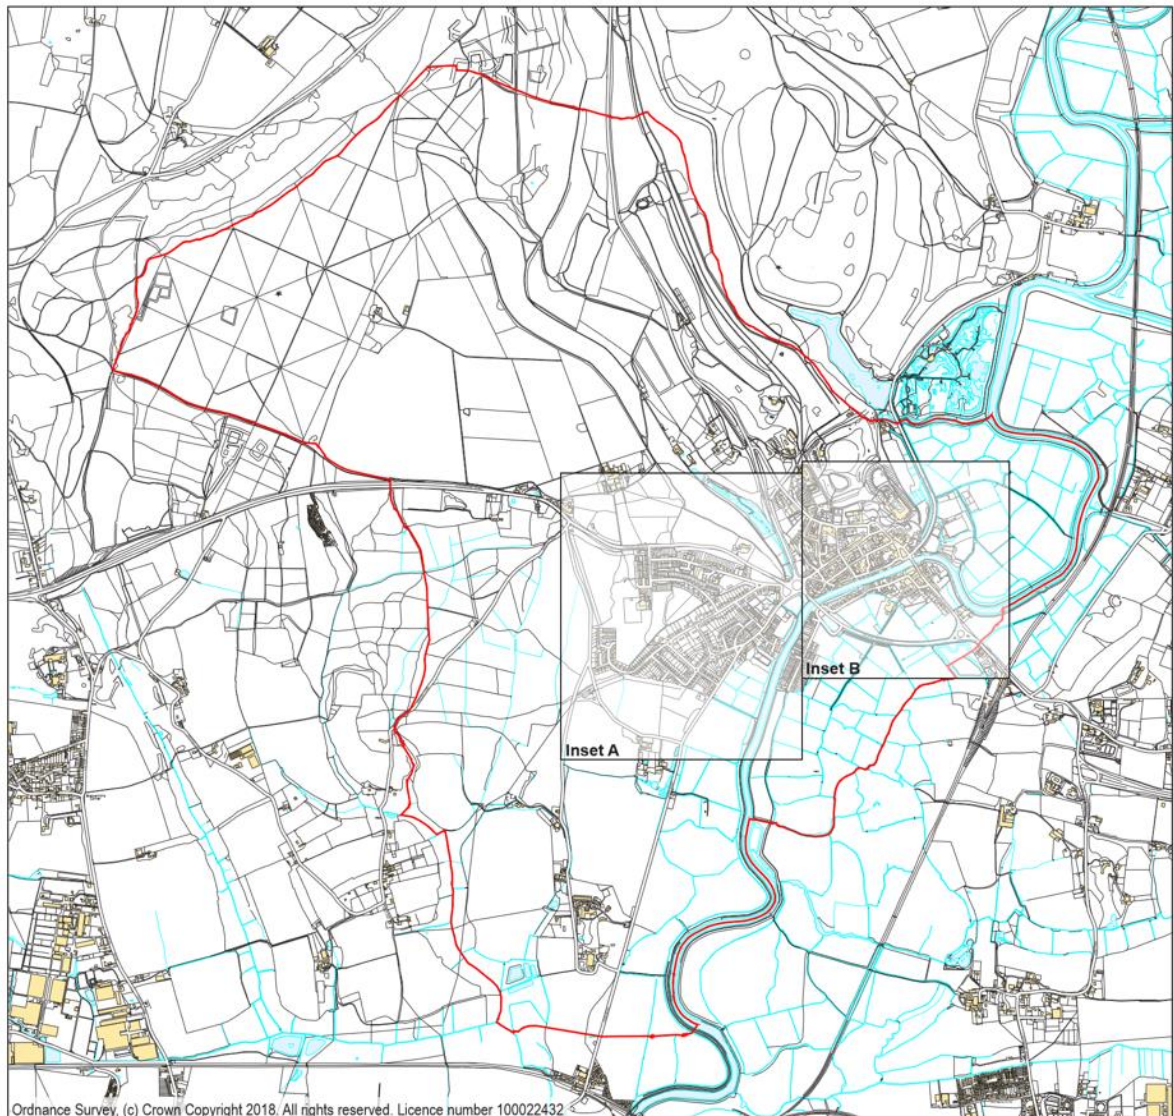 Inset B
Inset A
Ordnance Survey, (c) Crown Copyright 2018. All rights reserved. Licence number 100022432